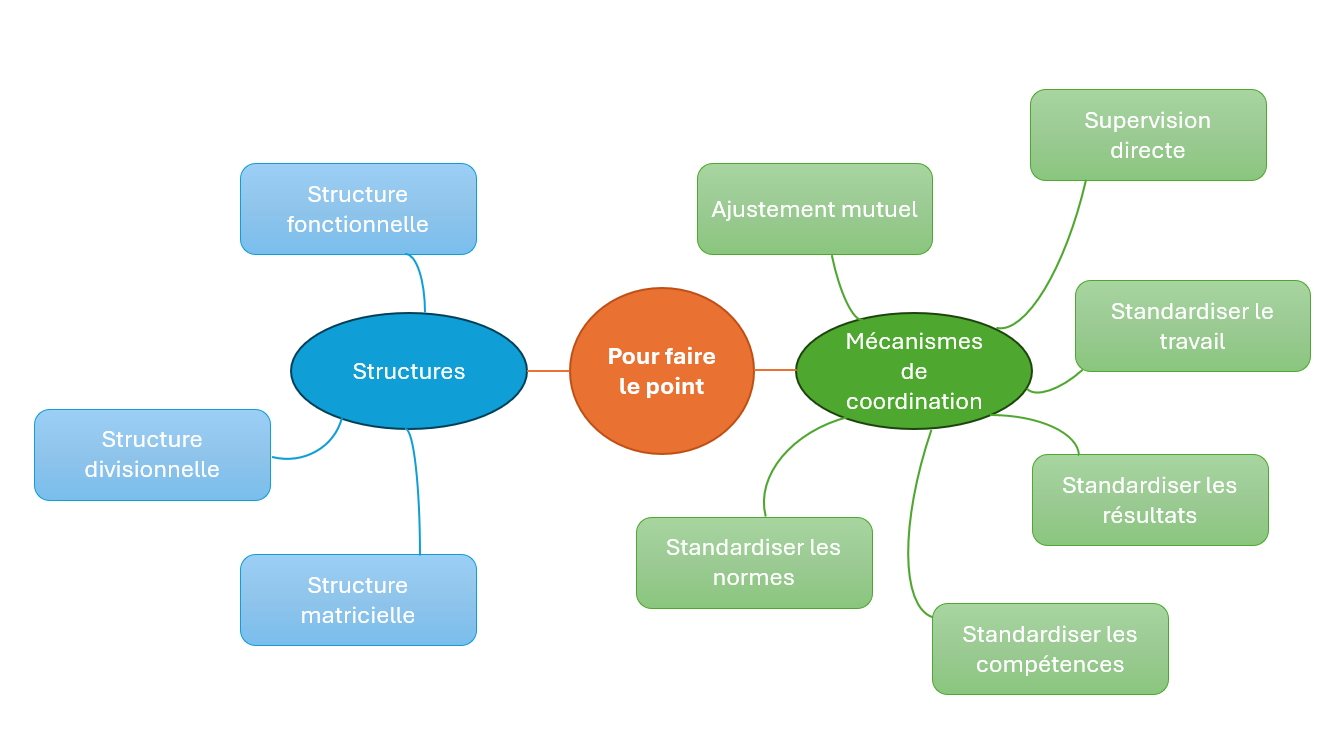 Supervision
directe
Structure
fonctionnelle
Ajustement mutuel
Standardiser le
travail
Structures
Pour faire
le point
Mécanismes
de
coordination
Structure
divisionnelle
Standardiser les
résultats
Standardiser les
normes
Structure
matricielle
Standardiser les
compétences